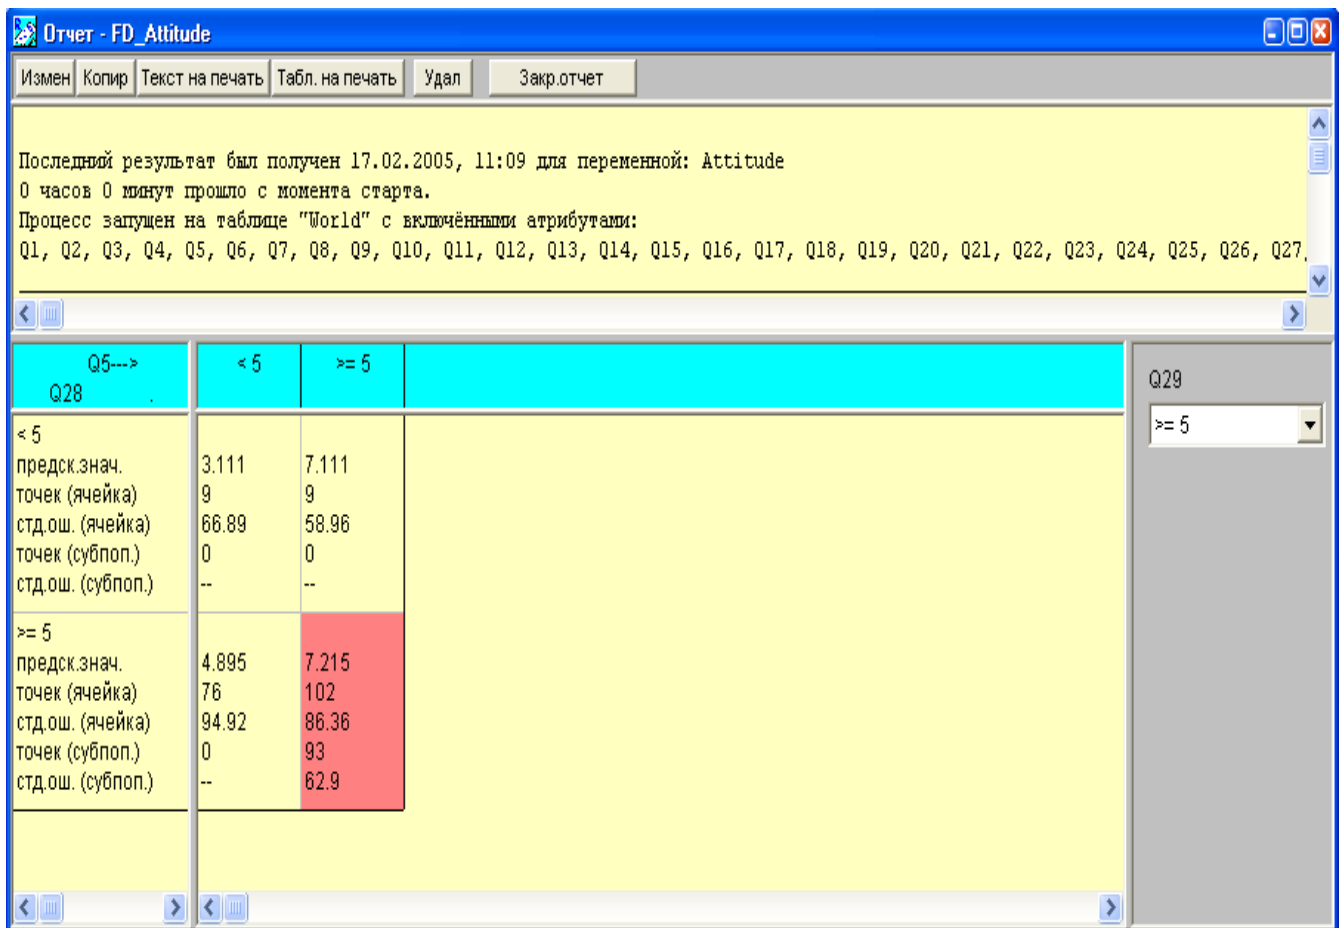 Отчет - FD_Attitude
Измен Копир Текст на печать Табл. на печать Удал Закр.отчет
Последний результат был получен 17.02.2005, 11:09 для переменной: Attitude
0 часов 0 минут прошло с момента старта.
Процесс запущен на таблице "World" с включёнными атрибутами:
Q1, Q2, Q3, Q4, Q5, Q6, Q7, Q8, Q9, Q10, Q11, Q12, Q13, Q14, Q15, Q16, Q17, Q18, Q19, Q20, Q21, Q22, Q23, Q24, Q25, Q26, Q27,
Q5---> < 5 >= 5
Q28 .
Q29
>= 5
< 5
предск.знач. 3.111 7.111
точек (ячейка) 9 9
стд.ош. (ячейка) 66.89 58.96
точек (субпоп.) 0 0
стд.ош. (субпоп.) -- --
>= 5
предск.знач. 4.895 7.215
точек (ячейка) 76 102
стд.ош. (ячейка) 94.92 86.36
точек (субпоп.) 0 93
стд.ош. (субпоп.) -- 62.9